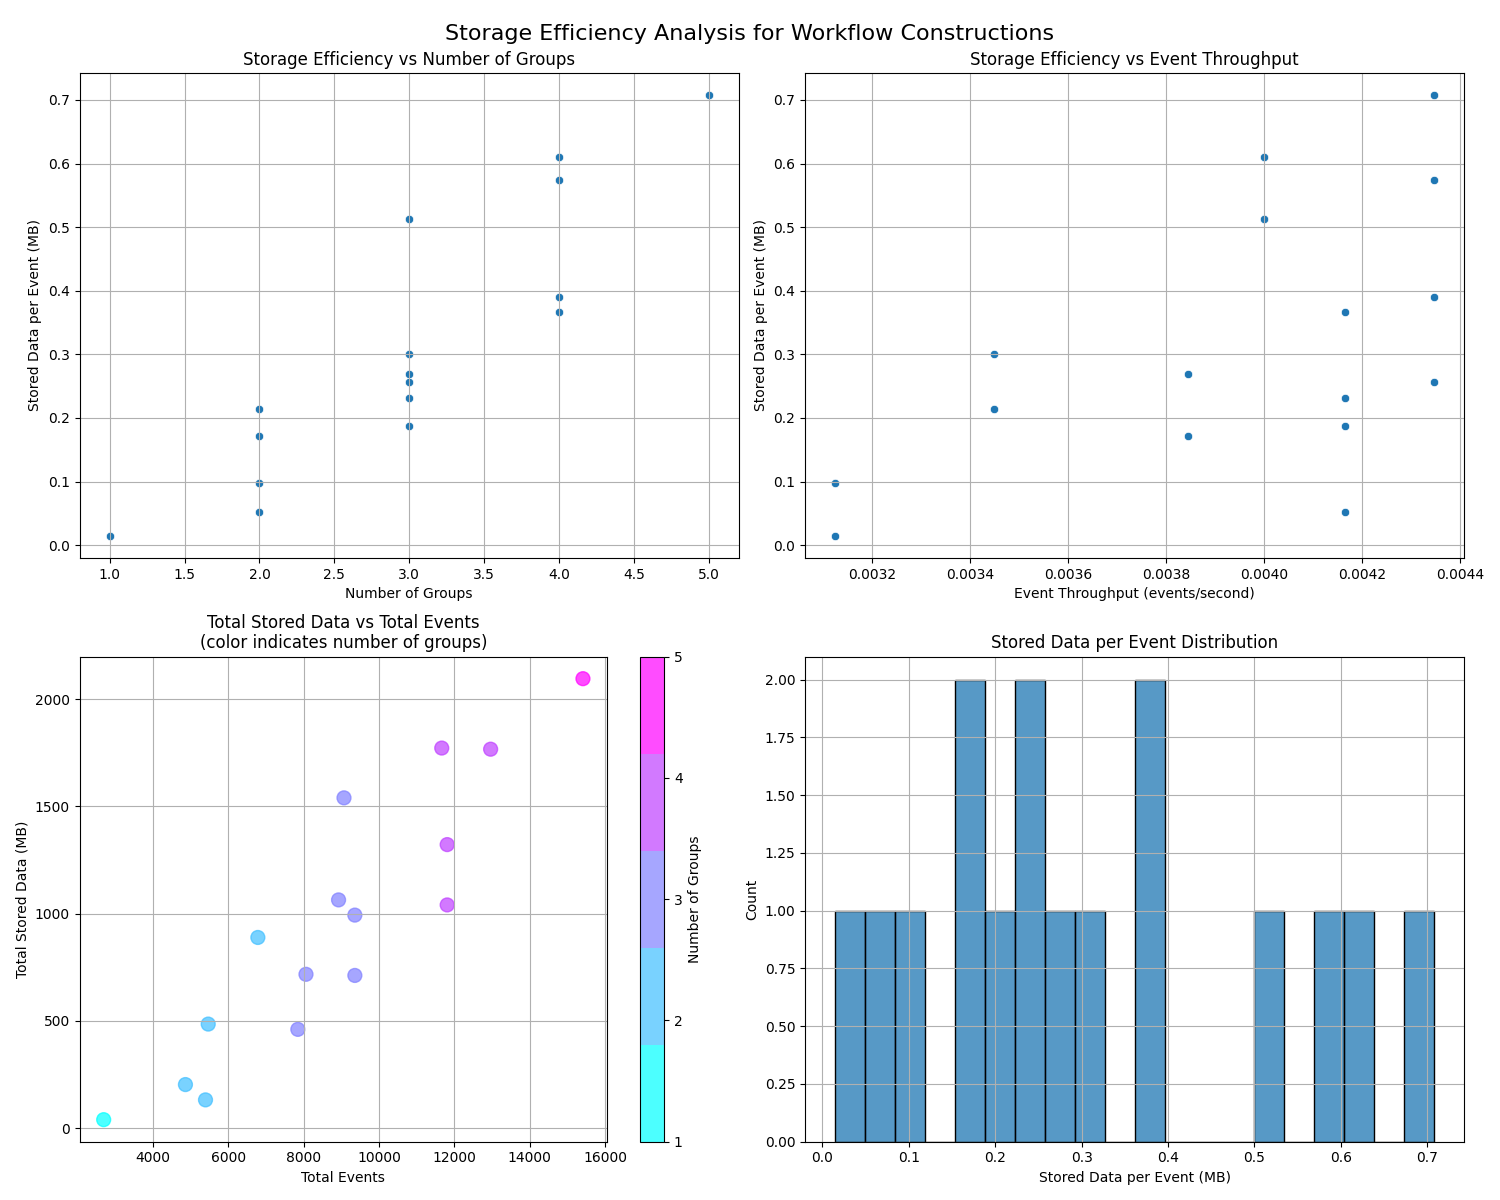 Storage Efficiency Analysis for Workflow Constructions
Storage Efficiency vs Number of Groups
Stored Data per Event (MB)
0.7
0.6
0.5
0.4
0.3
0.2
0.1
0.0
1.0 1.5 2.0 2.5 3.0 3.5 4.0 4.5 5.0
Number of Groups
Storage Efficiency vs Event Throughput
Stored Data per Event (MB)
0.7
0.6
0.5
0.4
0.3
0.2
0.1
0.0
0.0032 0.0034 0.0036 0.0038 0.0040 0.0042 0.0044
Event Throughput (events/second)
Total Stored Data vs Total Events
(color indicates number of groups)
Total Stored Data (MB)
2000
1500
1000
500
0
4000 6000 8000 10000 12000 14000 16000
Total Events
5
4
3
2
1
Number of Groups
Stored Data per Event Distribution
Count
2.00
1.75
1.50
1.25
1.00
0.75
0.50
0.25
0.00
0.0 0.1 0.2 0.3 0.4 0.5 0.6 0.7
Stored Data per Event (MB)